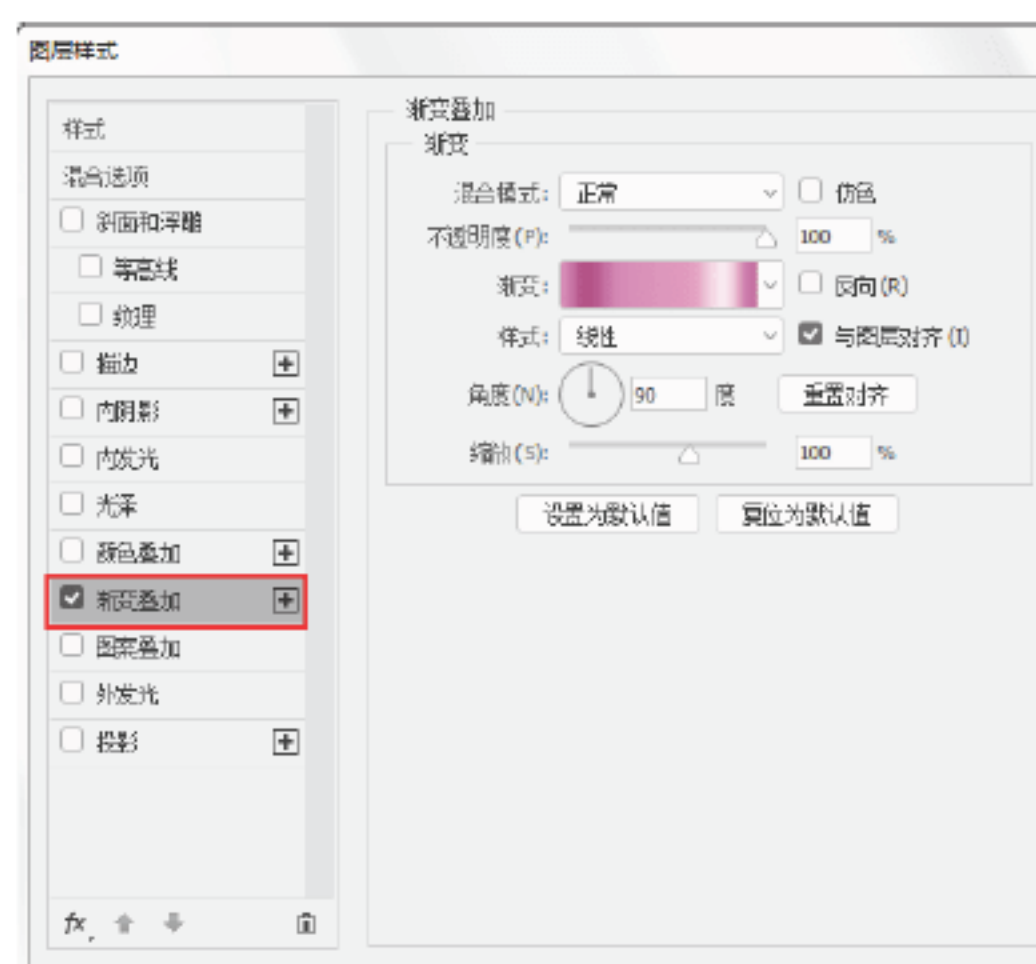 图层样式
样式
混合选项
斜面和浮雕
等高线
纹理
描边
内阴影
内发光
光泽
颜色叠加
渐变叠加
图案叠加
外发光
投影
fx
渐变叠加
渐变
混合模式: 正常 仿色
不透明度(P): 100 %
渐变: 反向(R)
样式: 线性 与图层对齐(I)
角度(N): 90 度 重置对齐
缩放(S): 100 %
设置为默认值 复位为默认值